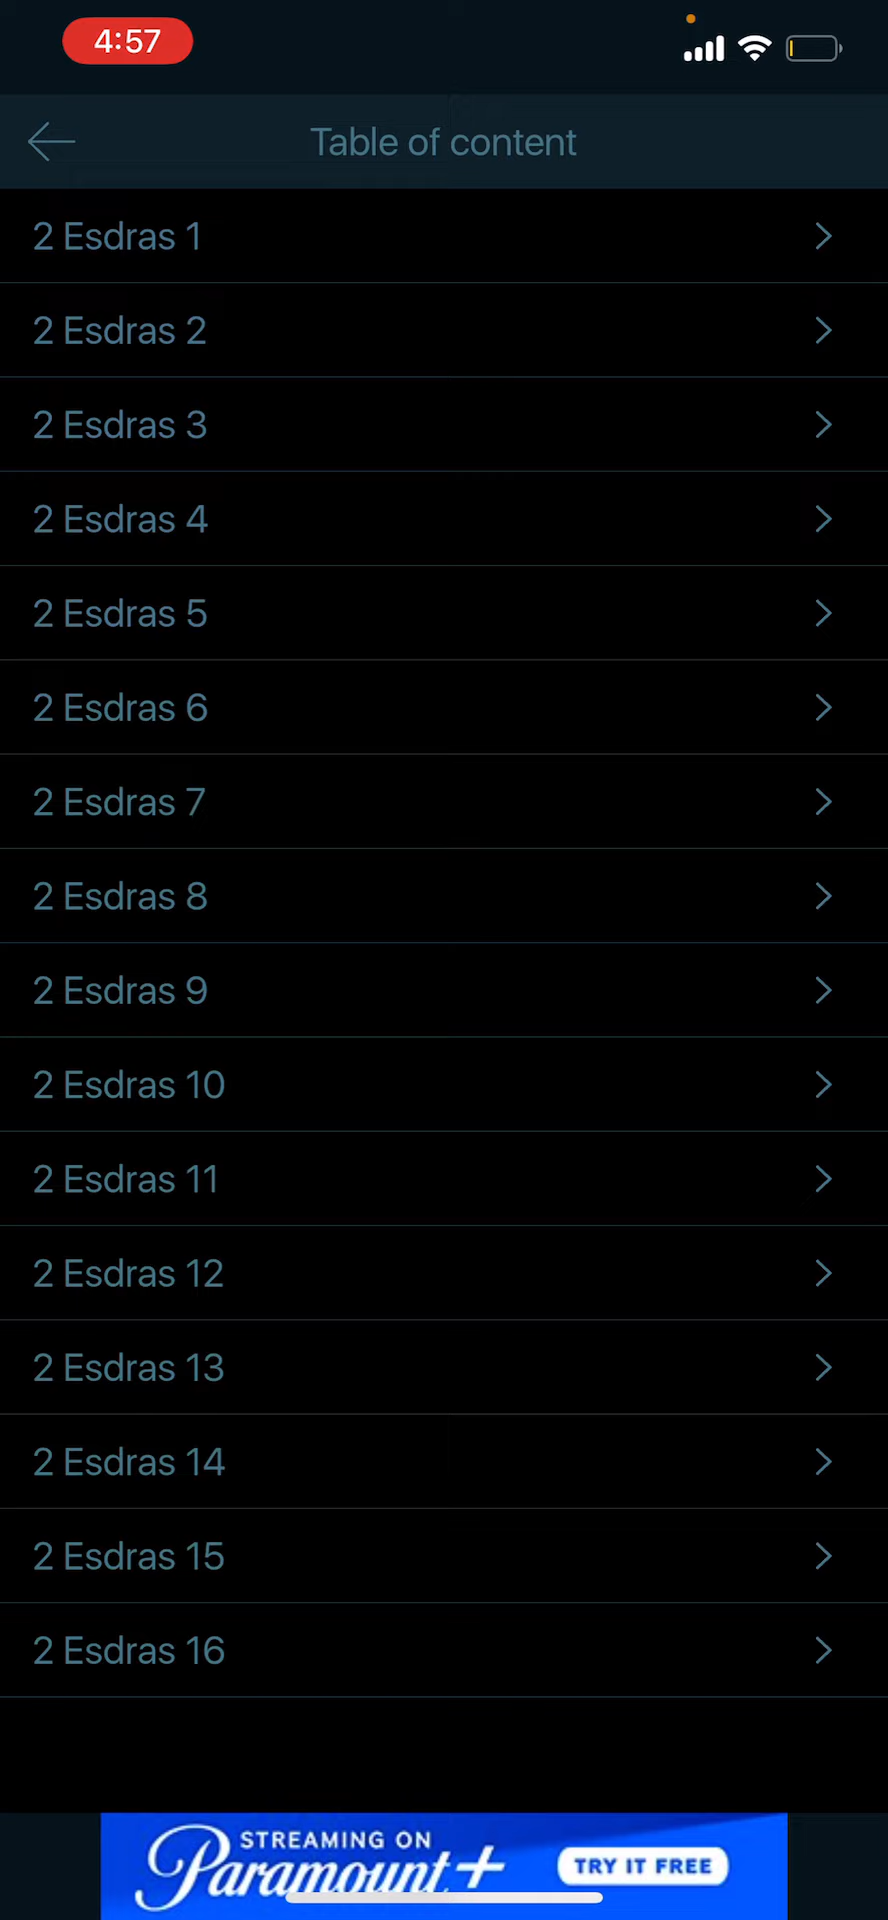 4:57
Table of content
2 Esdras 1
2 Esdras 2
2 Esdras 3
2 Esdras 4
2 Esdras 5
2 Esdras 6
2 Esdras 7
2 Esdras 8
2 Esdras 9
2 Esdras 10
2 Esdras 11
2 Esdras 12
2 Esdras 13
2 Esdras 14
2 Esdras 15
2 Esdras 16
STREAMING ON
Paramount+
TRY IT FREE